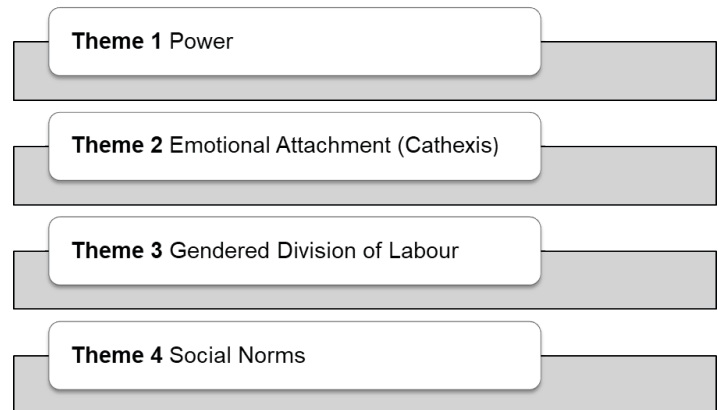 Theme 1 Power
Theme 2 Emotional Attachment (Cathexis)
Theme 3 Gendered Division of Labour
Theme 4 Social Norms